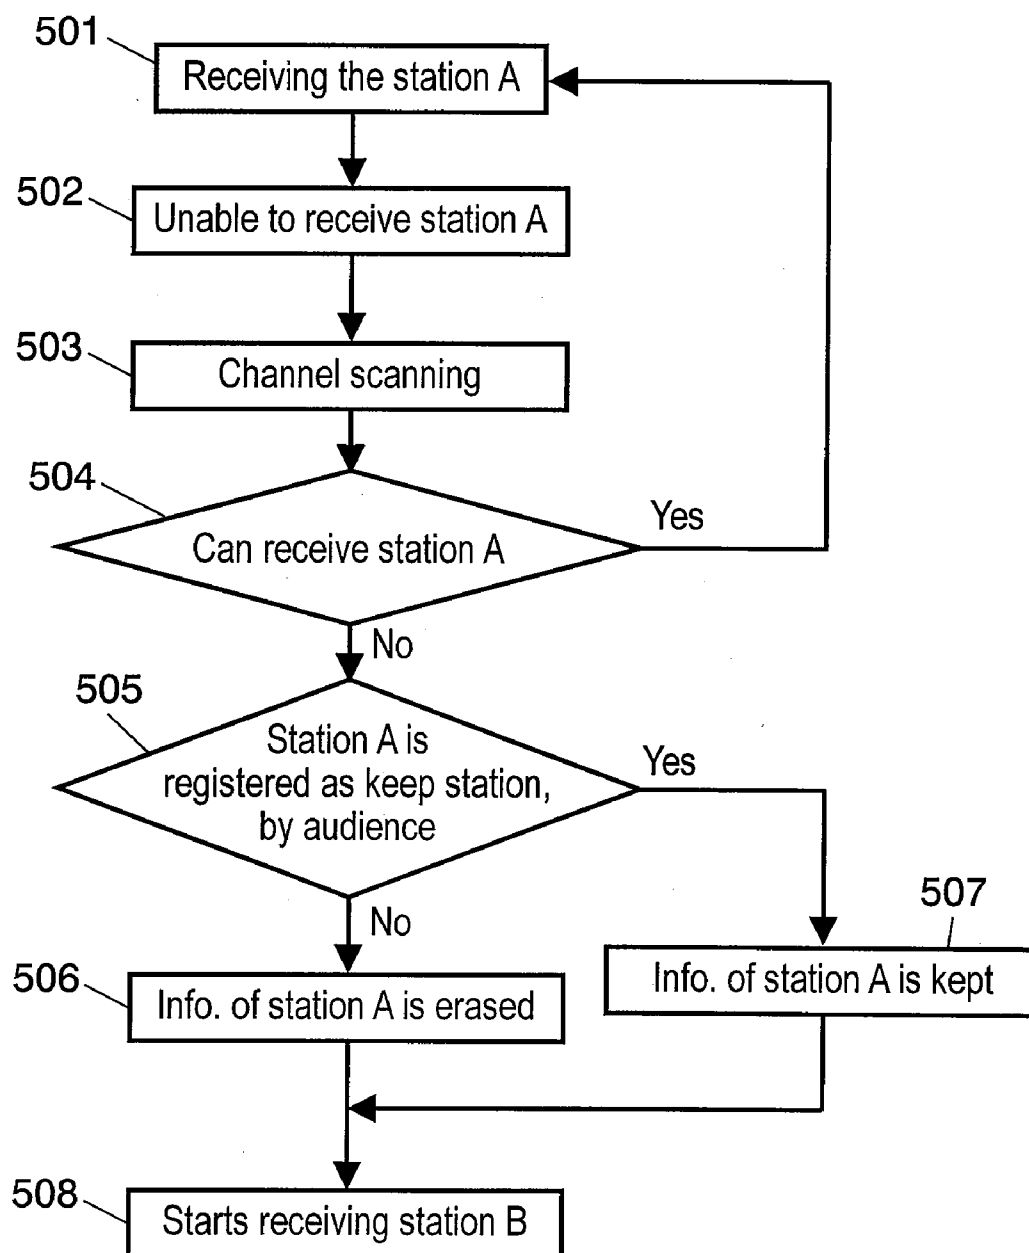 501
Receiving the station A
502
Unable to receive station A
503
Channel scanning
504
Can receive station A
Yes
No
505
Station A is
registered as keep station,
by audience
Yes
No
507
Info. of station A is kept
506
Info. of station A is erased
508
Starts receiving station B